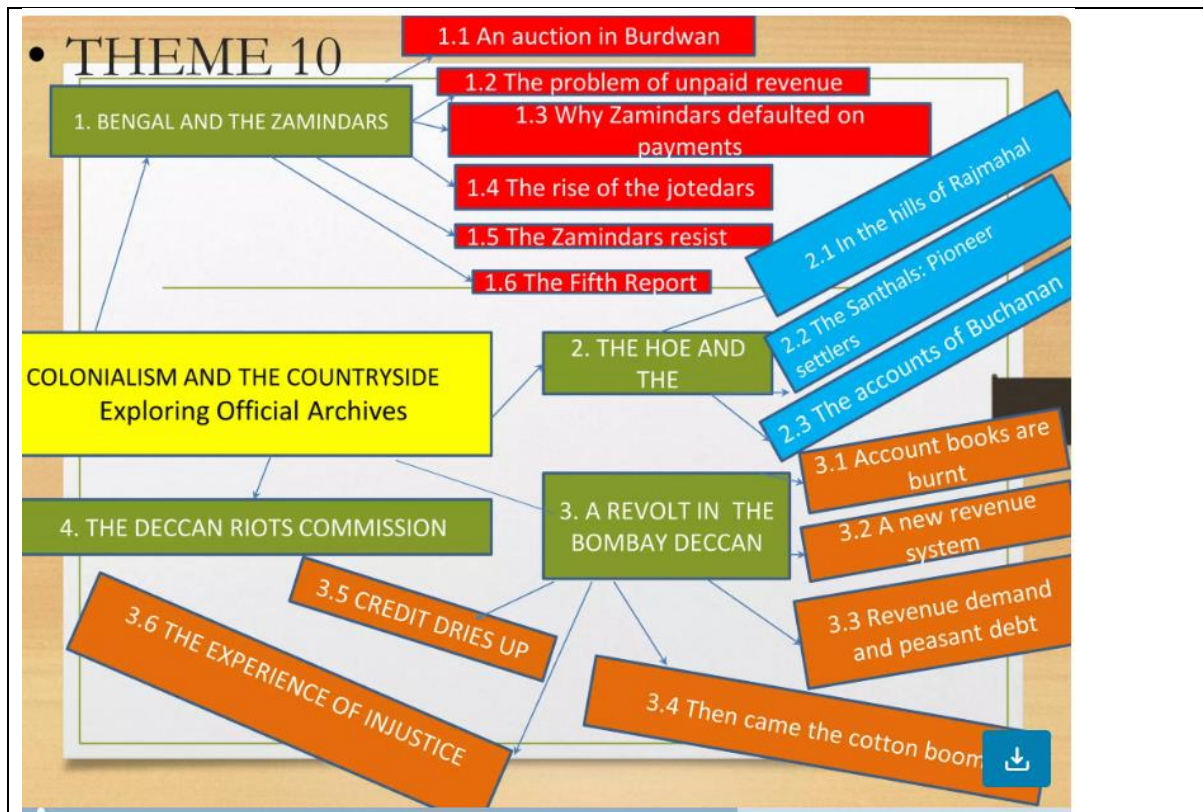 • THEME 10
1.1 An auction in Burdwan
1.2 The problem of unpaid revenue
1. BENGAL AND THE ZAMINDARS
1.3 Why Zamindars defaulted on
payments
1.4 The rise of the jotedars
1.5 The Zamindars resist
1.6 The Fifth Report
2.1 In the hills of Rajmahal
2.2 The Santhals: Pioneer
settlers
2.3 The accounts of Buchanan
2. THE HOE AND
THE
COLONIALISM AND THE COUNTRYSIDE
Exploring Official Archives
3.1 Account books are
burnt
3. A REVOLT IN THE
BOMBAY DECCAN
3.2 A new revenue
system
4. THE DECCAN RIOTS COMMISSION
3.3 Revenue demand
and peasant debt
3.5 CREDIT DRIES UP
3.6 THE EXPERIENCE OF INJUSTICE
3.4 Then came the cotton boom